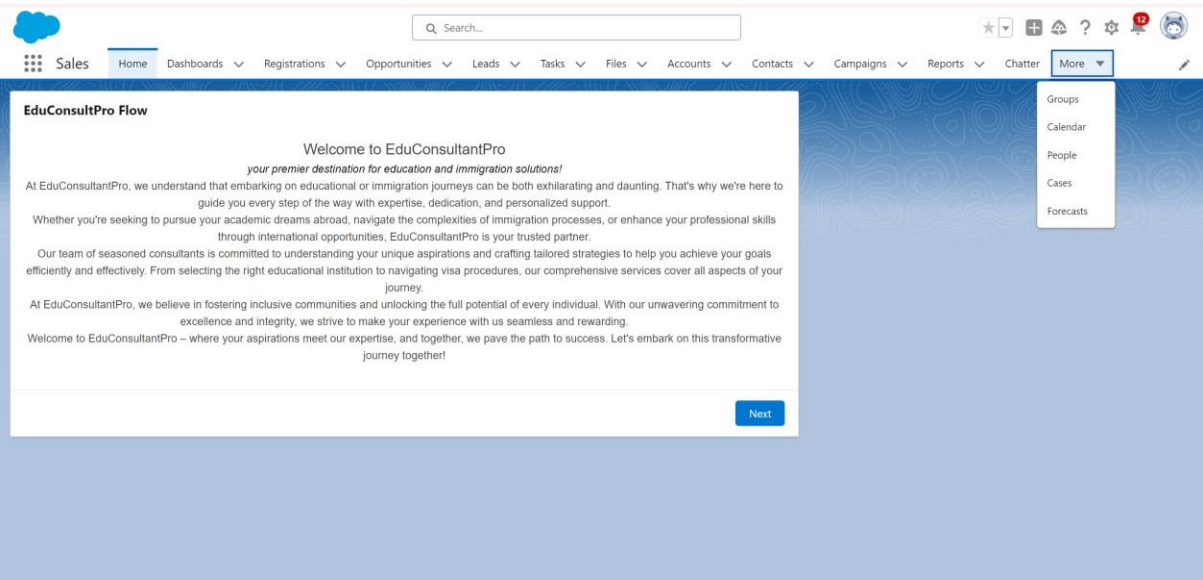 Search...
12
Sales
Home
Dashboards
Registrations
Opportunities
Leads
Tasks
Files
Accounts
Contacts
Campaigns
Reports
Chatter
More
Groups
Calendar
People
Cases
Forecasts
EduConsultPro Flow
Welcome to EduConsultantPro
your premier destination for education and immigration solutions!
At EduConsultantPro, we understand that embarking on educational or immigration journeys can be both exhilarating and daunting. That's why we're here to
guide you every step of the way with expertise, dedication, and personalized support.
Whether you're seeking to pursue your academic dreams abroad, navigate the complexities of immigration processes, or enhance your professional skills
through international opportunities, EduConsultantPro is your trusted partner.
Our team of seasoned consultants is committed to understanding your unique aspirations and crafting tailored strategies to help you achieve your goals
efficiently and effectively. From selecting the right educational institution to navigating visa procedures, our comprehensive services cover all aspects of your
journey.
At EduConsultantPro, we believe in fostering inclusive communities and unlocking the full potential of every individual. With our unwavering commitment to
excellence and integrity, we strive to make your experience with us seamless and rewarding.
Welcome to EduConsultantPro – where your aspirations meet our expertise, and together, we pave the path to success. Let's embark on this transformative
journey together!
Next